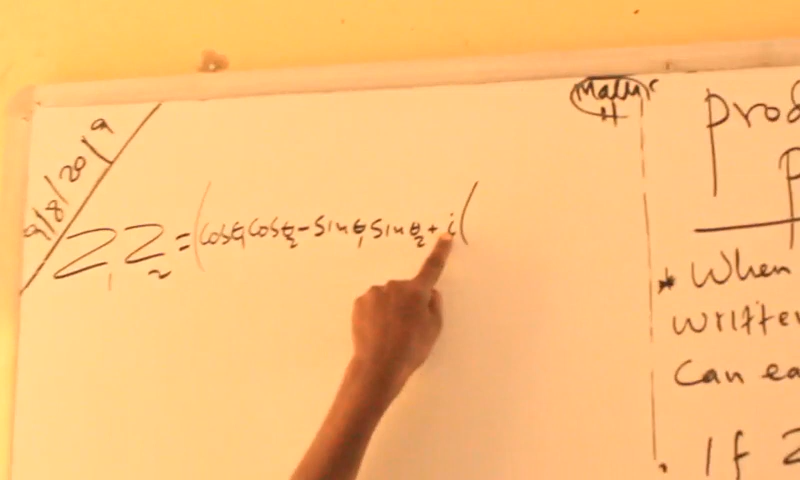 9/8/2019
Z₁Z₂ = (cosθ₁cosθ₂ - sinθ₁sinθ₂ + i(
Maths
H
prod
p
* When
written
can ea
. If Z